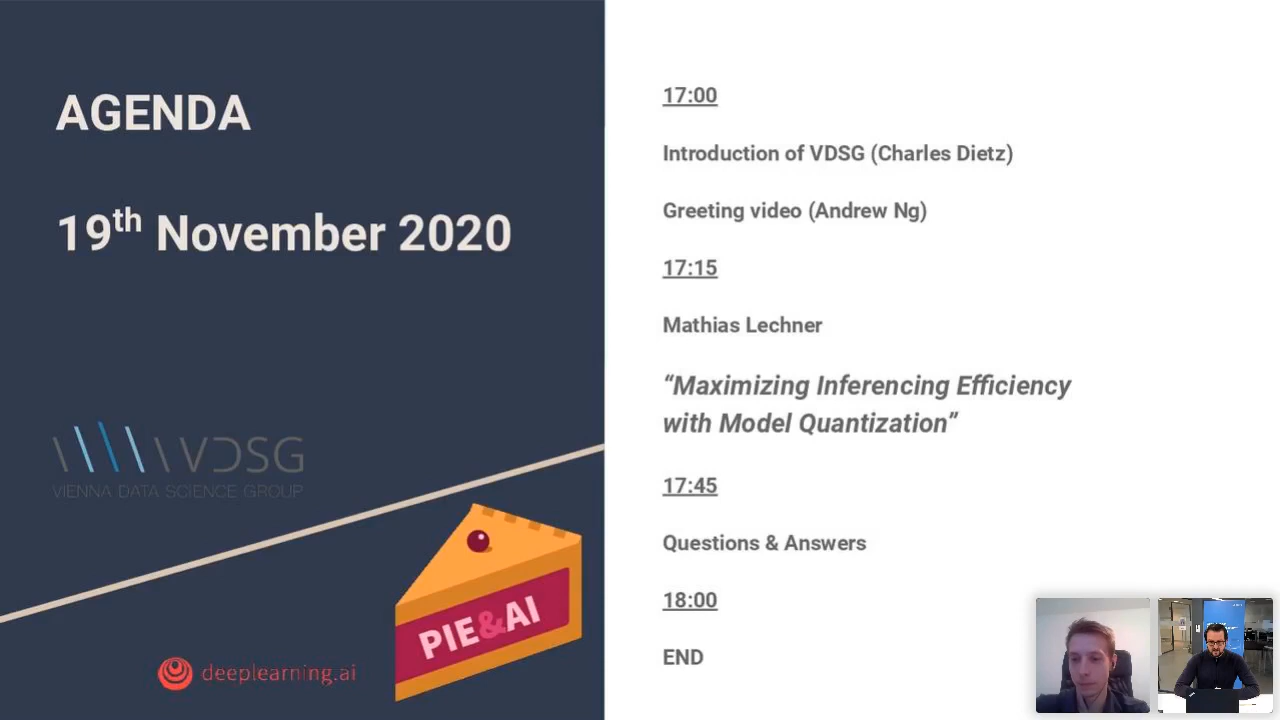 AGENDA
19th November 2020
VDSG
VIENNA DATA SCIENCE GROUP
PIE&AI
deeplearning.ai
17:00
Introduction of VDSG (Charles Dietz)
Greeting video (Andrew Ng)
17:15
Mathias Lechner
“Maximizing Inferencing Efficiency
with Model Quantization”
17:45
Questions & Answers
18:00
END